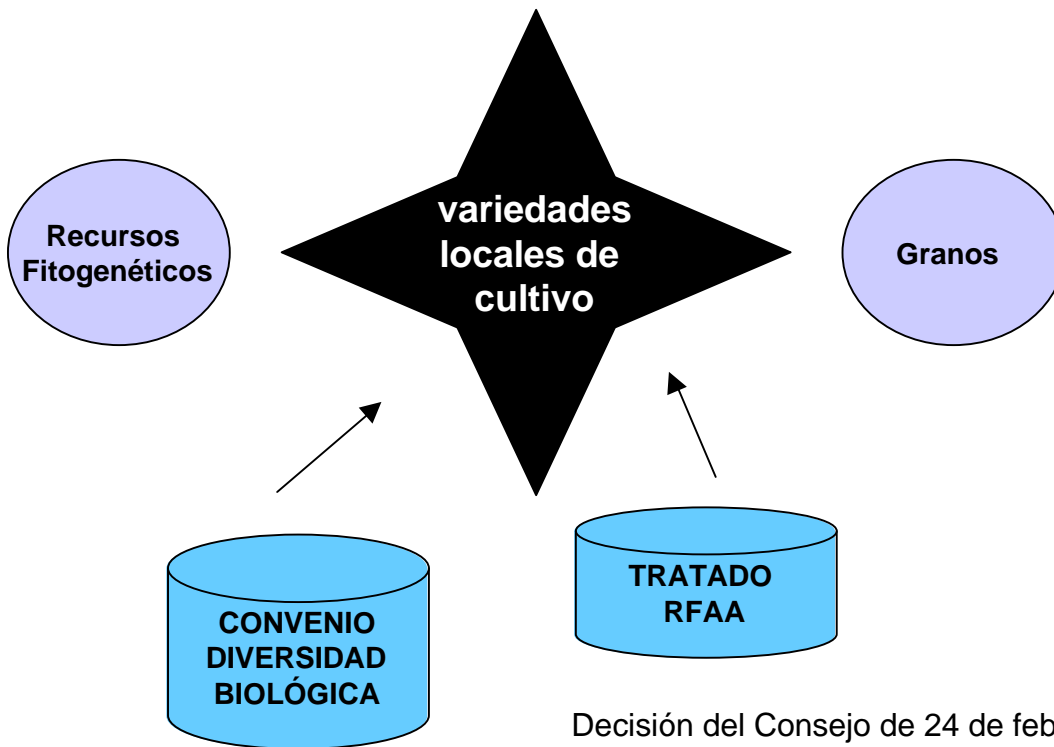 variedades
locales de
cultivo
Recursos
Fitogenéticos
Granos
CONVENIO
DIVERSIDAD
BIOLÓGICA
TRATADO
RFAA
Decisión del Consejo de 24 de feb